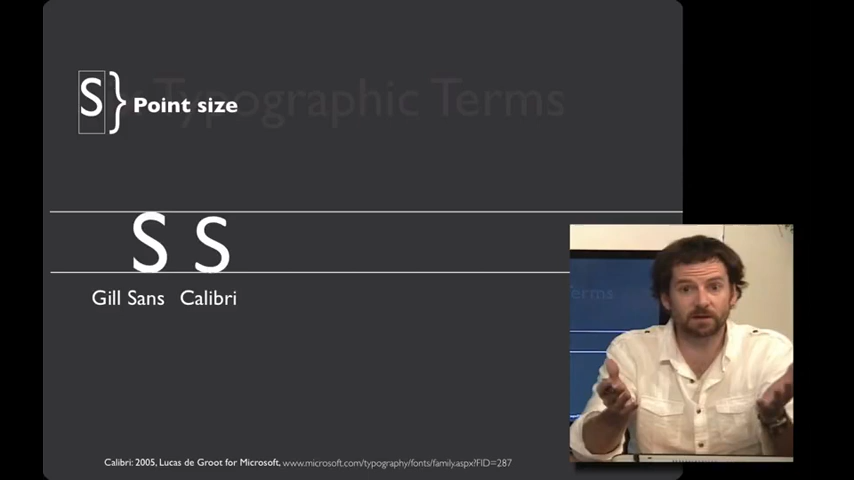 Typographic Terms
S } Point size
S S
Gill Sans Calibri
erms
Calibri: 2005, Lucas de Groot for Microsoft, www.microsoft.com/typography/fonts/family.aspx?FID=287